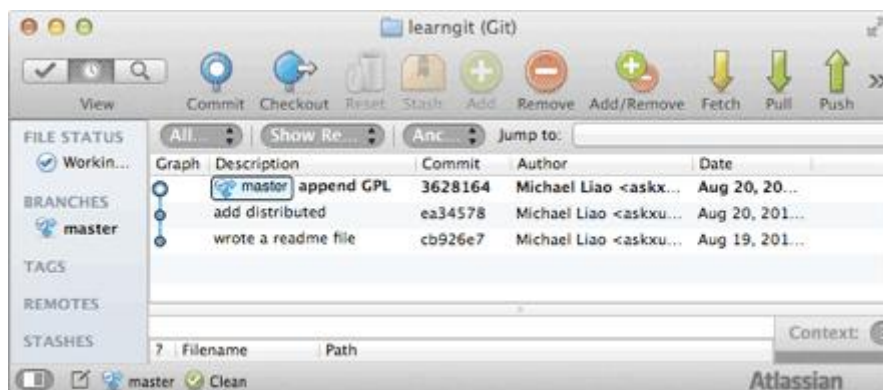 learngit (Git)
View Commit Checkout Reset Stash Add Remove Add/Remove Fetch Pull Push »
All... Show Re... Anc... Jump to:
FILE STATUS
Workin...
BRANCHES
master
TAGS
REMOTES
STASHES
Graph Description Commit Author Date
master append GPL 3628164 Michael Liao <askx... Aug 20, 20...
add distributed ea34578 Michael Liao <askxu... Aug 20, 201...
wrote a readme file cb926e7 Michael Liao <askxu... Aug 19, 201...
Context:
? Filename Path
master Clean Atlassian